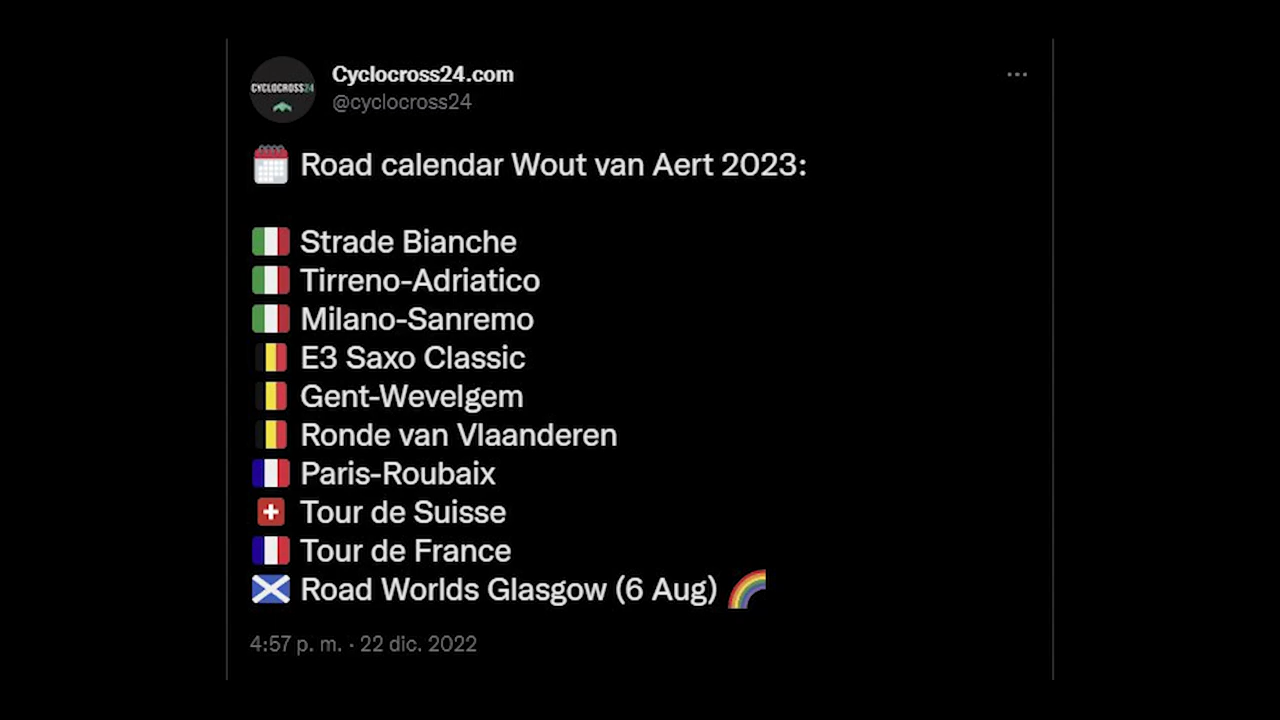 CYCLOCROSS24
Cyclocross24.com
@cyclocross24
Road calendar Wout van Aert 2023:
Strade Bianche
Tirreno-Adriatico
Milano-Sanremo
E3 Saxo Classic
Gent-Wevelgem
Ronde van Vlaanderen
Paris-Roubaix
Tour de Suisse
Tour de France
Road Worlds Glasgow (6 Aug)
4:57 p. m. · 22 dic. 2022